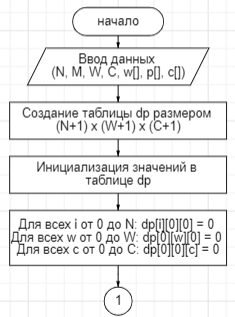 начало
Ввод данных
(N, M, W, C, w[], p[], c[])
Создание таблицы dp размером
(N+1) x (W+1) x (C+1)
Инициализация значений в
таблице dp
Для всех i от 0 до N: dp[i][0][0] = 0
Для всех w от 0 до W: dp[0][w][0] = 0
Для всех c от 0 до C: dp[0][0][c] = 0
1